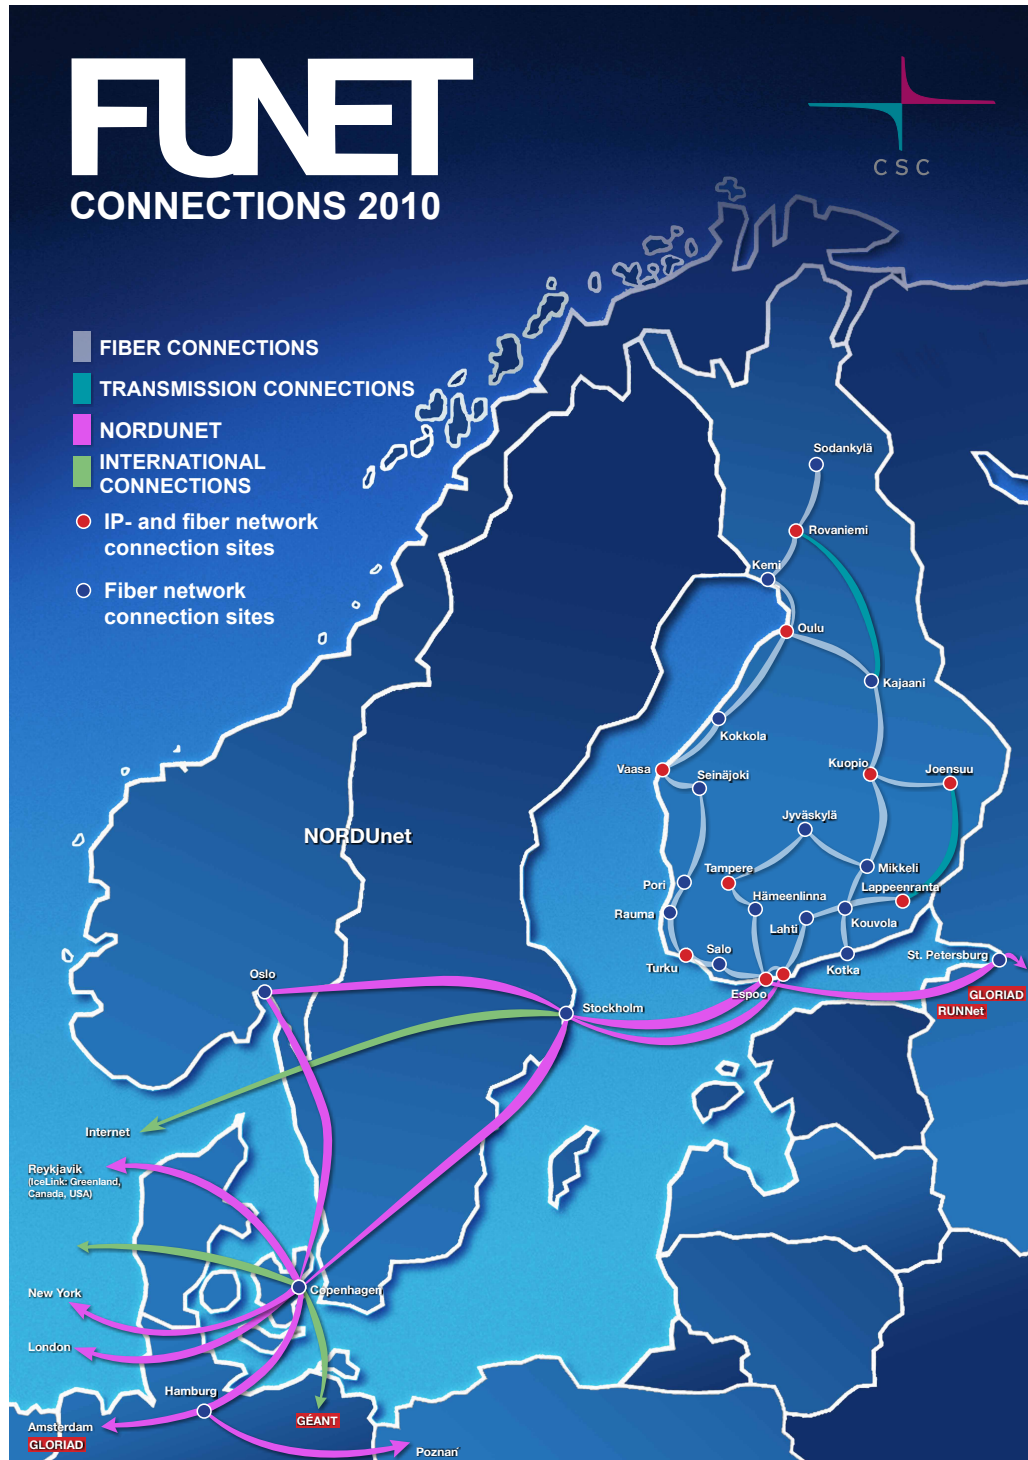 FUNET
CONNECTIONS 2010
CSC
FIBER CONNECTIONS
TRANSMISSION CONNECTIONS
NORDUNET
INTERNATIONAL
CONNECTIONS
IP- and fiber network
connection sites
Fiber network
connection sites
Sodankylä
Rovaniemi
Kemi
Oulu
Kajaani
Kokkola
Vaasa
Seinäjoki
Kuopio
Joensuu
Jyväskylä
NORDUnet
Tampere
Mikkeli
Lappeenranta
Pori
Hämeenlinna
Rauma
Lahti
Kouvola
Salo
Turku
Kotka
St. Petersburg
Espoo
GLORIAD
RUNNet
Oslo
Stockholm
Internet
Reykjavik
(IceLink: Greenland,
Canada, USA)
New York
Copenhagen
London
Hamburg
Amsterdam
GLORIAD
GÉANT
Poznań